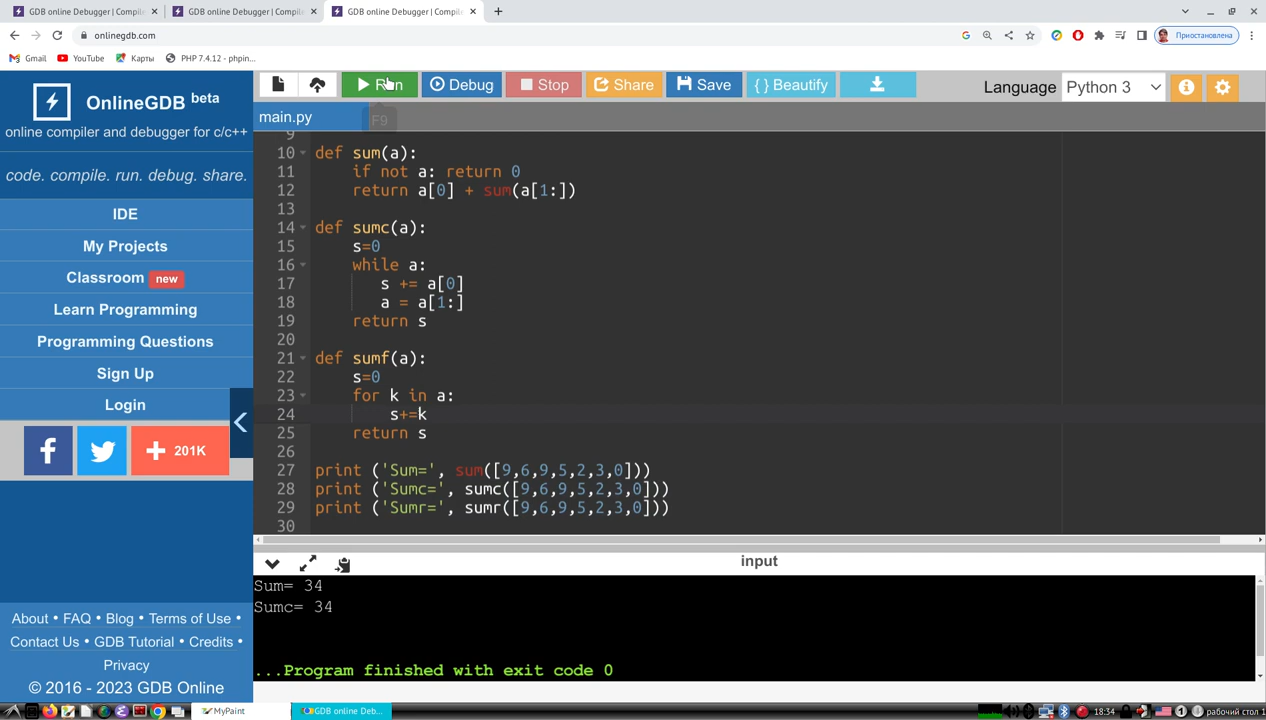 GDB online Debugger | Compile
GDB online Debugger | Compile
GDB online Debugger | Compile
onlinegdb.com
Приостановлена
Gmail
YouTube
Карты
PHP 7.4.12 - phpin...
OnlineGDB beta
online compiler and debugger for c/c++
code. compile. run. debug. share.
IDE
My Projects
Classroom new
Learn Programming
Programming Questions
Sign Up
Login
201K
About • FAQ • Blog • Terms of Use •
Contact Us • GDB Tutorial • Credits •
Privacy
© 2016 - 2023 GDB Online
Run
Debug
Stop
Share
Save
{ } Beautify
Language
Python 3
main.py
F9
9
10 def sum(a):
11 if not a: return 0
12 return a[0] + sum(a[1:])
13
14 def sumc(a):
15 s=0
16 while a:
17 s += a[0]
18 a = a[1:]
19 return s
20
21 def sumf(a):
22 s=0
23 for k in a:
24 s+=k
25 return s
26
27 print ('Sum=', sum([9,6,9,5,2,3,0]))
28 print ('Sumc=', sumc([9,6,9,5,2,3,0]))
29 print ('Sumr=', sumr([9,6,9,5,2,3,0]))
30
input
Sum= 34
Sumc= 34
...Program finished with exit code 0
MyPaint
GDB online Deb...
18:34
рабочий стол 1